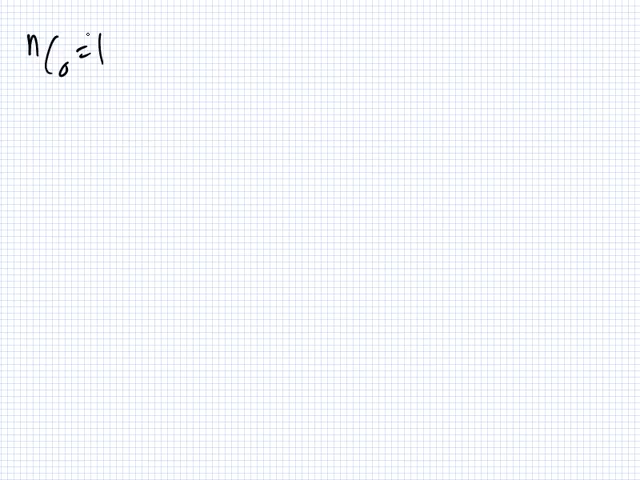 nC₀ = 1